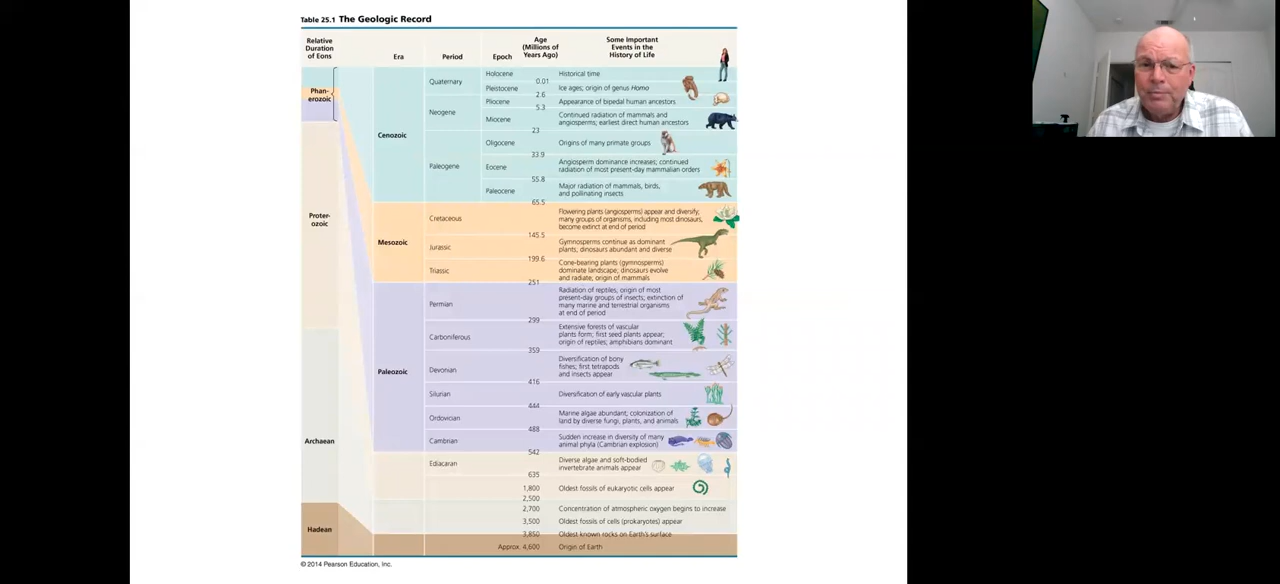 Table 25.1 The Geologic Record
Relative
Duration
of Eons
Era
Period
Epoch
Age
(Millions of
Years Ago)
Some Important
Events in the
History of Life
Phan-
erozoic
Proter-
ozoic
Archaean
Hadean
Cenozoic
Quaternary
Holocene
Historical time
0.01
Pleistocene
Ice ages; origin of genus Homo
2.6
Neogene
Pliocene
Appearance of bipedal human ancestors
5.3
Miocene
Continued radiation of mammals and
angiosperms; earliest direct human ancestors
23
Paleogene
Oligocene
Origins of many primate groups
33.9
Eocene
Angiosperm dominance increases; continued
radiation of most present-day mammalian orders
55.8
Paleocene
Major radiation of mammals, birds,
and pollinating insects
65.5
Mesozoic
Cretaceous
Flowering plants (angiosperms) appear and diversify;
many groups of organisms, including most dinosaurs,
become extinct at end of period
145.5
Jurassic
Gymnosperms continue as dominant
plants; dinosaurs abundant and diverse
199.6
Triassic
Cone-bearing plants (gymnosperms)
dominate landscape; dinosaurs evolve
and radiate; origin of mammals
251
Paleozoic
Permian
Radiation of reptiles; origin of most
present-day groups of insects; extinction of
many marine and terrestrial organisms
at end of period
299
Carboniferous
Extensive forests of vascular
plants form; first seed plants appear;
origin of reptiles; amphibians dominant
359
Devonian
Diversification of bony
fishes; first tetrapods
and insects appear
416
Silurian
Diversification of early vascular plants
444
Ordovician
Marine algae abundant; colonization of
land by diverse fungi, plants, and animals
488
Cambrian
Sudden increase in diversity of many
animal phyla (Cambrian explosion)
542
Ediacaran
Diverse algae and soft-bodied
invertebrate animals appear
635
1,800
Oldest fossils of eukaryotic cells appear
2,500
2,700
Concentration of atmospheric oxygen begins to increase
3,500
Oldest fossils of cells (prokaryotes) appear
3,850
Oldest known rocks on Earth's surface
Approx. 4,600
Origin of Earth
© 2014 Pearson Education, Inc.